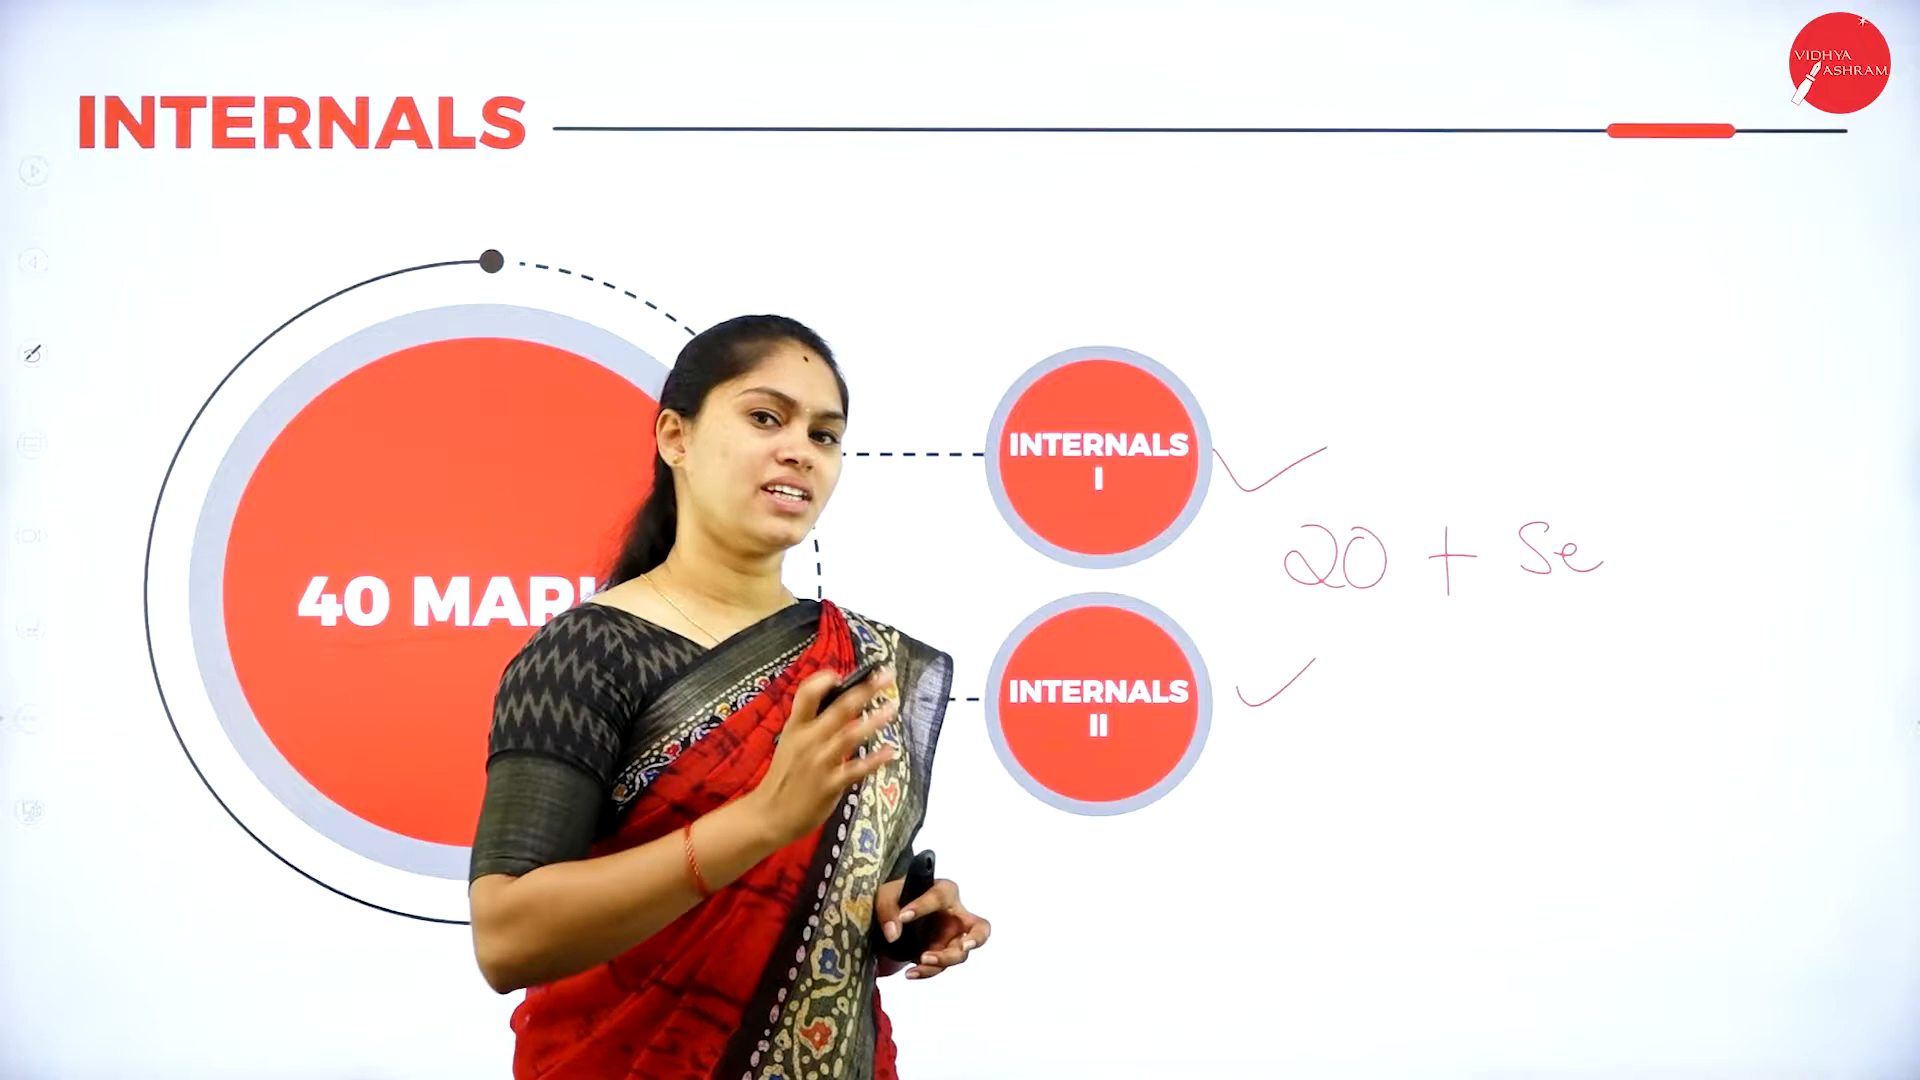 VIDHYA
ASHRAM
INTERNALS
40 MAR
INTERNALS
I
20 + Se
INTERNALS
II